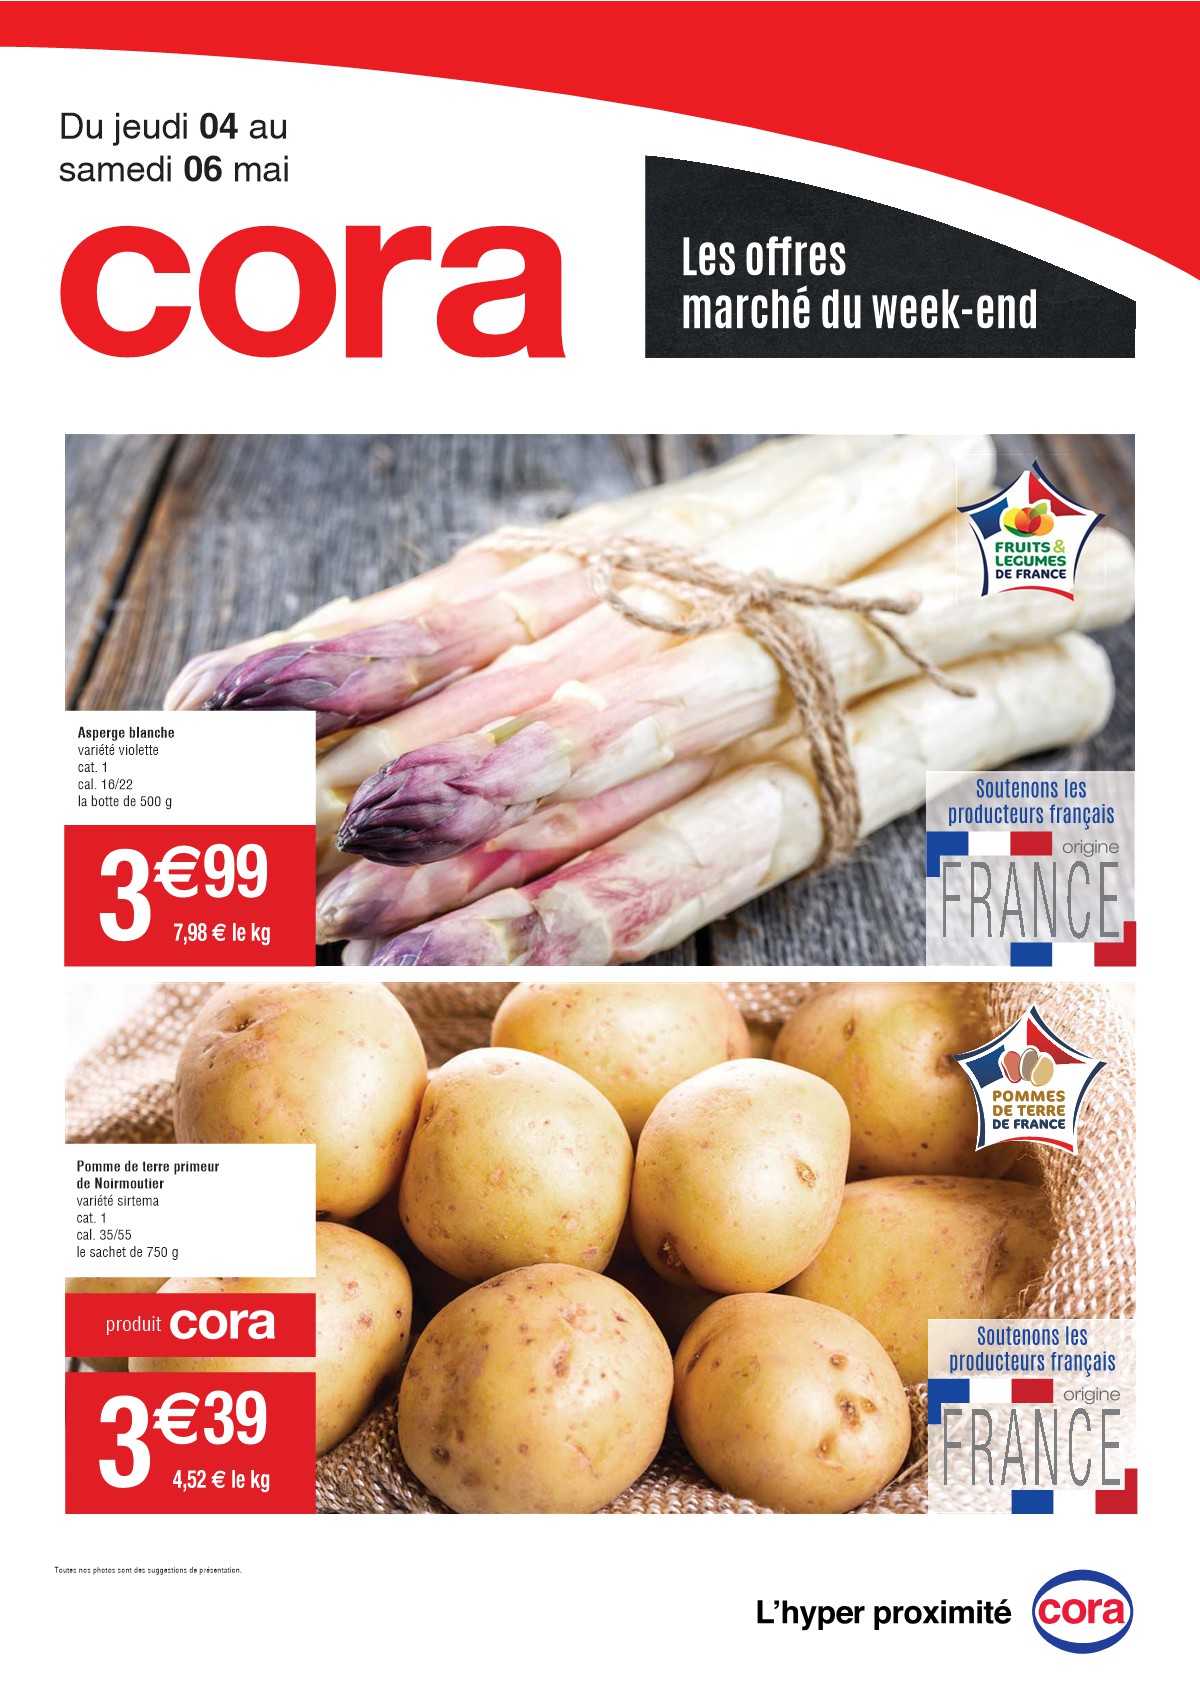 Du jeudi 04 au
samedi 06 mai
cora
Les offres
marché du week-end
FRUITS &
LEGUMES
DE FRANCE
Asperge blanche
variété violette
cat. 1
cal. 16/22
la botte de 500 g
3€99
7,98 € le kg
Soutenons les
producteurs français
origine
FRANCE
POMMES
DE TERRE
DE FRANCE
Pomme de terre primeur
de Noirmoutier
variété sirtema
cat. 1
cal. 35/55
le sachet de 750 g
produit cora
3€39
4,52 € le kg
Soutenons les
producteurs français
origine
FRANCE
Toutes nos photos sont des suggestions de présentation.
L'hyper proximité
cora